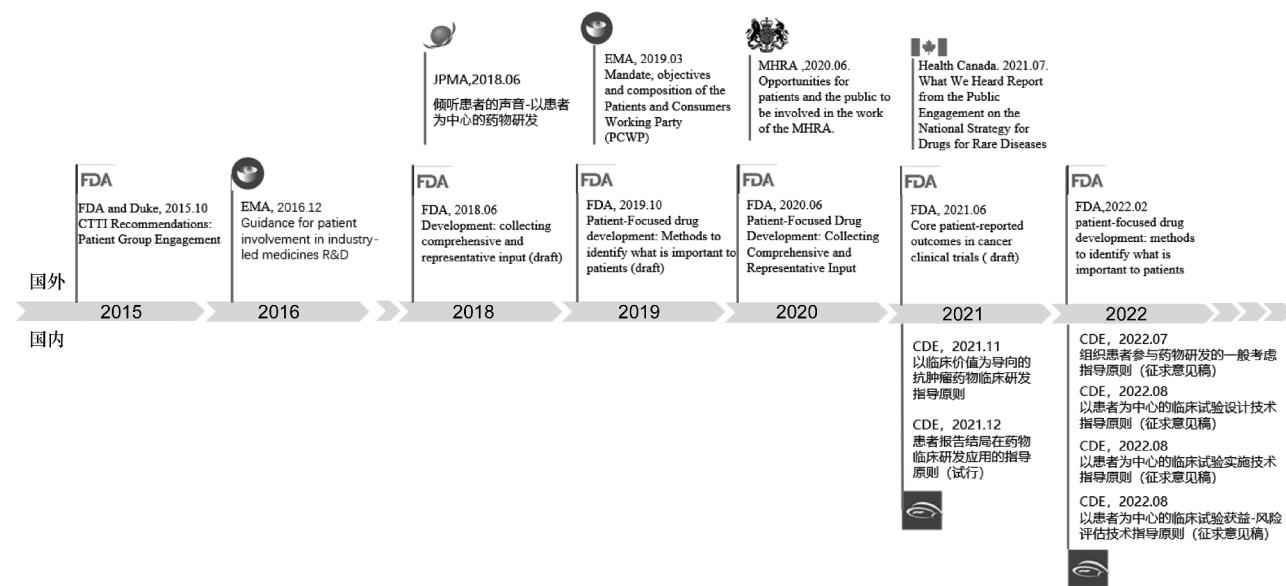 JPMA,2018.06
倾听患者的声音-以患者
为中心的药物研发
EMA, 2019.03
Mandate, objectives
and composition of the
Patients and Consumers
Working Party
(PCWP)
MHRA ,2020.06.
Opportunities for
patients and the public to
be involved in the work
of the MHRA.
Health Canada. 2021.07.
What We Heard Report
from the Public
Engagement on the
National Strategy for
Drugs for Rare Diseases
FDA
FDA and Duke, 2015.10
CTTI Recommendations:
Patient Group Engagement
EMA, 2016.12
Guidance for patient
involvement in industry-
led medicines R&D
FDA
FDA, 2018.06
Development: collecting
comprehensive and
representative input (draft)
FDA
FDA, 2019.10
Patient-Focused drug
development: Methods to
identify what is important to
patients (draft)
FDA
FDA, 2020.06
Patient-Focused Drug
Development: Collecting
Comprehensive and
Representative Input
FDA
FDA, 2021.06
Core patient-reported
outcomes in cancer
clinical trials ( draft)
FDA
FDA,2022.02
patient-focused drug
development: methods
to identify what is
important to patients
国外
2015
2016
2018
2019
2020
2021
2022
国内
CDE，2021.11
以临床价值为导向的
抗肿瘤药物临床研发
指导原则
CDE，2021.12
患者报告结局在药物
临床研发应用的指导
原则（试行）
CDE，2022.07
组织患者参与药物研发的一般考虑
指导原则（征求意见稿）
CDE，2022.08
以患者为中心的临床试验设计技术
指导原则（征求意见稿）
CDE，2022.08
以患者为中心的临床试验实施技术
指导原则（征求意见稿）
CDE，2022.08
以患者为中心的临床试验获益-风险
评估技术指导原则（征求意见稿）